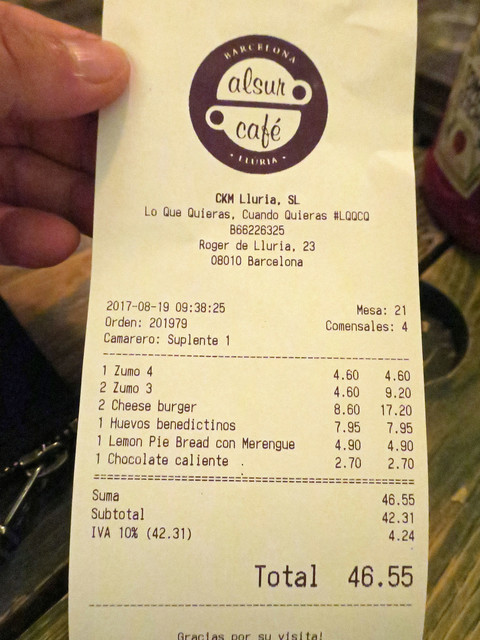 BARCELONA
alsur
café
· LLÚRIA ·
CKM Lluria, SL
Lo Que Quieras, Cuando Quieras #LQQCQ
B66226325
Roger de Lluria, 23
08010 Barcelona
2017-08-19 09:38:25 Mesa: 21
Orden: 201979 Comensales: 4
Camarero: Suplente 1
1 Zumo 4 4.60 4.60
2 Zumo 3 4.60 9.20
2 Cheese burger 8.60 17.20
1 Huevos benedictinos 7.95 7.95
1 Lemon Pie Bread con Merengue 4.90 4.90
1 Chocolate caliente 2.70 2.70
Suma 46.55
Subtotal 42.31
IVA 10% (42.31) 4.24
Total 46.55
Gracias por su visita!